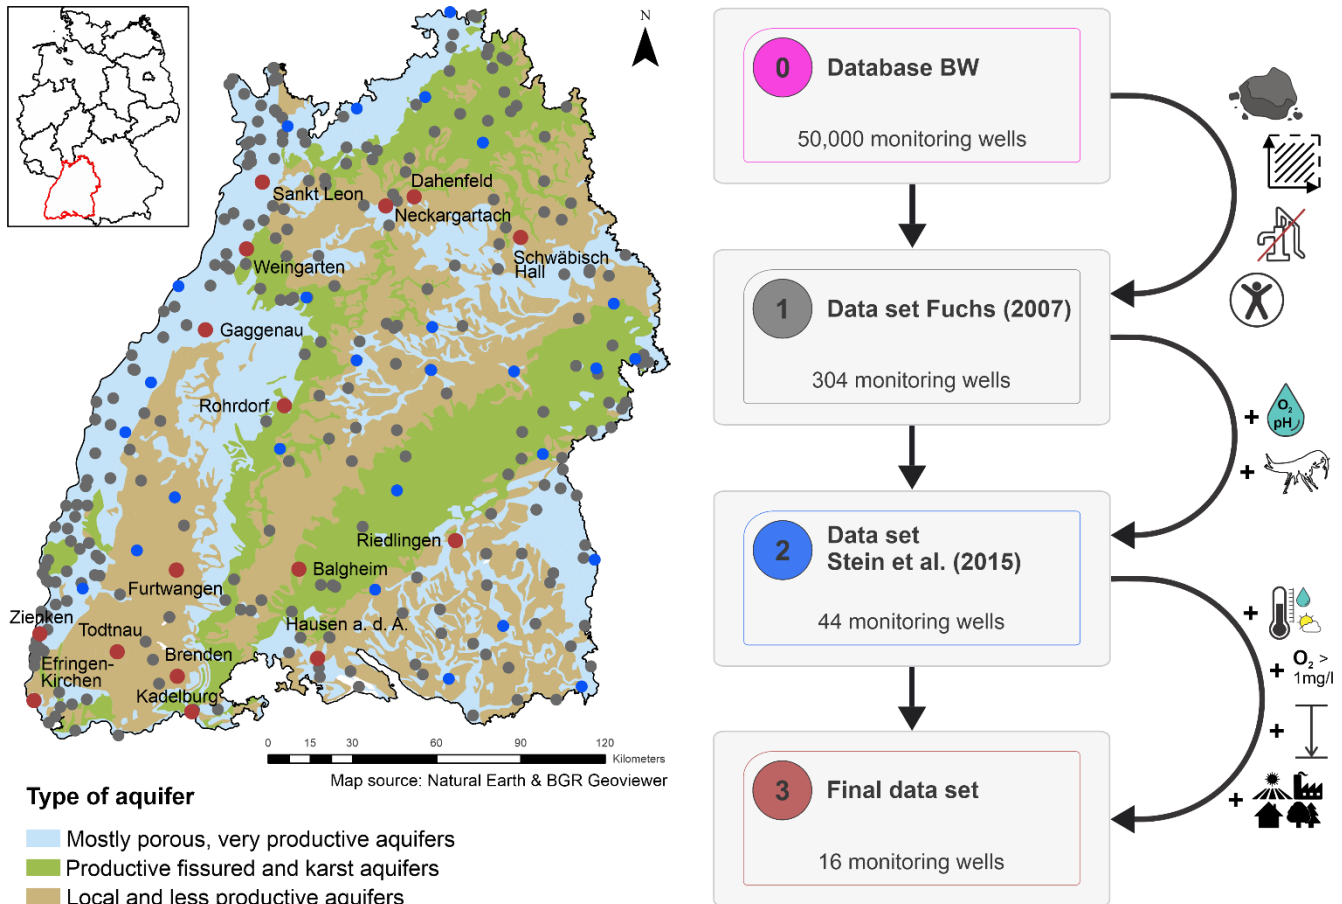 N
Sankt Leon
Dahenfeld
Neckargartach
Schwäbisch
Hall
Weingarten
Gaggenau
Rohrdorf
Riedlingen
Balgheim
Furtwangen
Hausen a. d. A.
Zienken
Todtnau
Brenden
Efringen-
Kirchen
Kadelburg
0 15 30 60 90 120
Kilometers
Map source: Natural Earth & BGR Geoviewer
Type of aquifer
Mostly porous, very productive aquifers
Productive fissured and karst aquifers
Local and less productive aquifers
0 Database BW
50,000 monitoring wells
1 Data set Fuchs (2007)
304 monitoring wells
+ O₂
pH
+
2 Data set
Stein et al. (2015)
44 monitoring wells
+
+ O₂ >
1mg/l
+
+
3 Final data set
16 monitoring wells